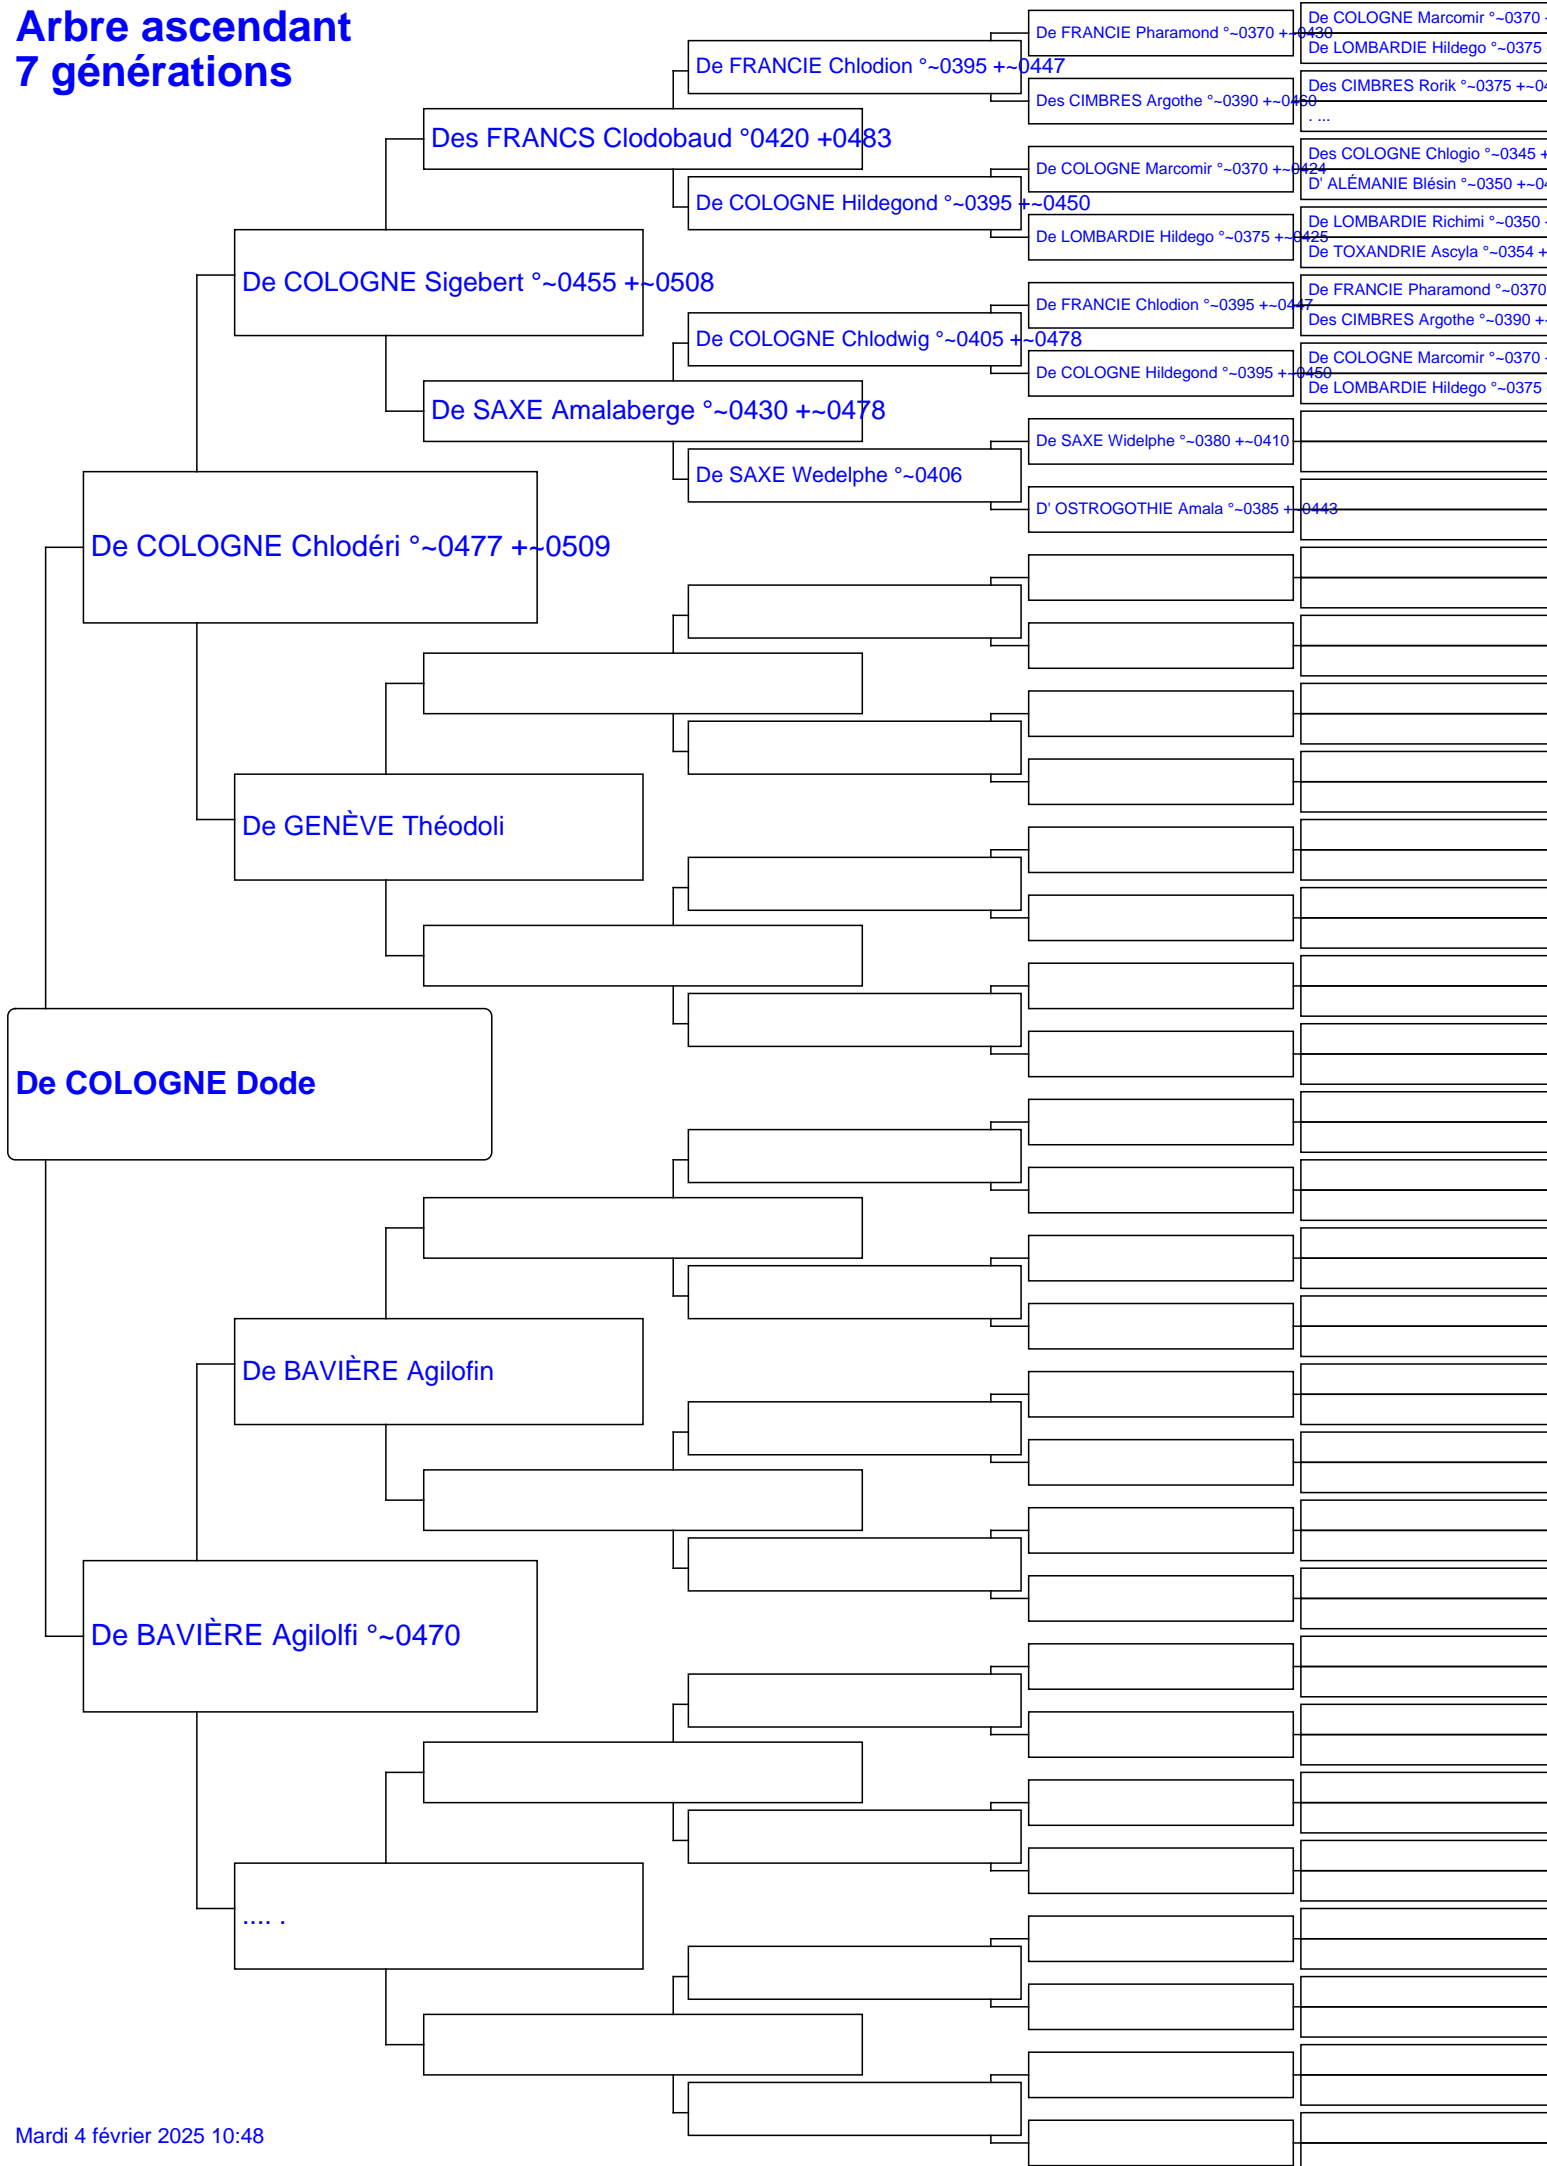 Arbre ascendant
7 générations
De COLOGNE Dode
De COLOGNE Chlodéri °~0477 +~0509
De BAVIÈRE Agilolfi °~0470
De COLOGNE Sigebert °~0455 +~0508
De GENÈVE Théodoli
De BAVIÈRE Agilofin
.... .
Des FRANCS Clodobaud °0420 +0483
De SAXE Amalaberge °~0430 +~0478
De FRANCIE Chlodion °~0395 +~0447
De COLOGNE Hildegond °~0395 +~0450
De COLOGNE Chlodwig °~0405 +~0478
De SAXE Wedelphe °~0406
De FRANCIE Pharamond °~0370 +~0430
Des CIMBRES Argothe °~0390 +~0460
De COLOGNE Marcomir °~0370 +~0424
De LOMBARDIE Hildego °~0375 +~0425
De FRANCIE Chlodion °~0395 +~0447
De COLOGNE Hildegond °~0395 +~0450
De SAXE Widelphe °~0380 +~0410
D' OSTROGOTHIE Amala °~0385 +~0443
De COLOGNE Marcomir °~0370
De LOMBARDIE Hildego °~0375
Des CIMBRES Rorik °~0375 +~04
. ...
Des COLOGNE Chlogio °~0345 +
D' ALÉMANIE Blésin °~0350 +~04
De LOMBARDIE Richimi °~0350
De TOXANDRIE Ascyla °~0354 +
De FRANCIE Pharamond °~0370
Des CIMBRES Argothe °~0390 +
De COLOGNE Marcomir °~0370
De LOMBARDIE Hildego °~0375
Mardi 4 février 2025 10:48